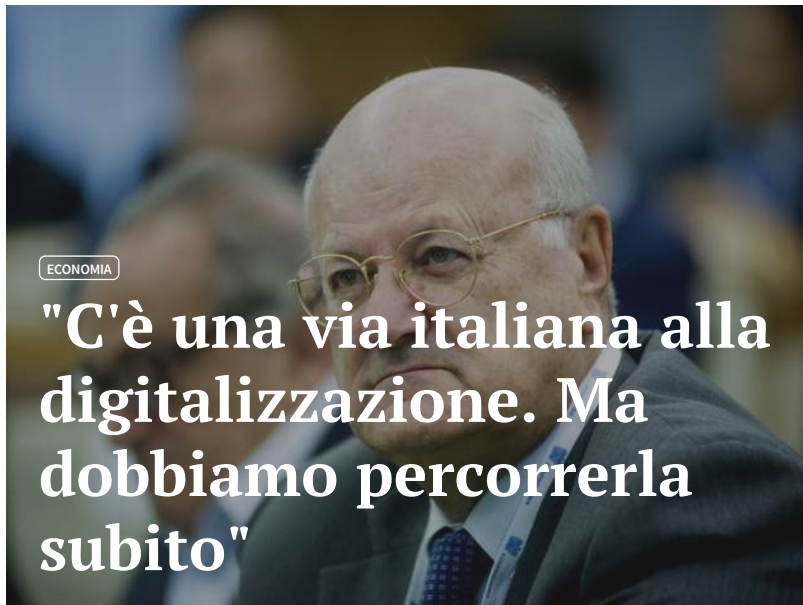 ECONOMIA
"C'è una via italiana alla
digitalizzazione. Ma
dobbiamo percorrerla
subito"